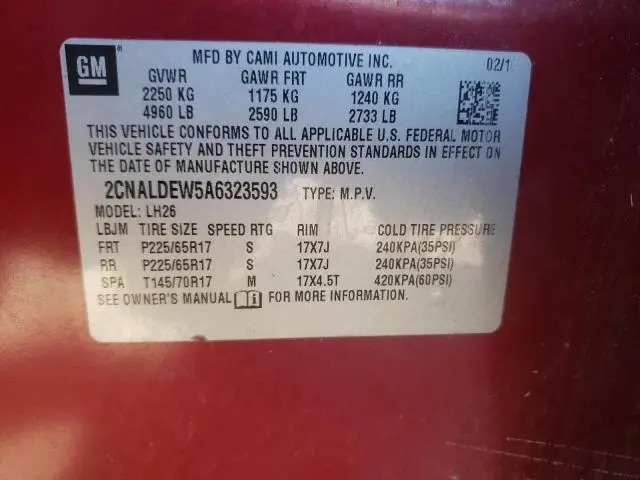 GM
MFD BY CAMI AUTOMOTIVE INC. 02/1
GVWR GAWR FRT GAWR RR
2250 KG 1175 KG 1240 KG
4960 LB 2590 LB 2733 LB
THIS VEHICLE CONFORMS TO ALL APPLICABLE U.S. FEDERAL MOTOR
VEHICLE SAFETY AND THEFT PREVENTION STANDARDS IN EFFECT ON
THE DATE OF MANUFACTURE SHOWN ABOVE.
2CNALDEW5A6323593 TYPE: M.P.V.
MODEL: LH26
LBJM TIRE SIZE SPEED RTG RIM COLD TIRE PRESSURE
FRT P225/65R17 S 17X7J 240KPA(35PSI)
RR P225/65R17 S 17X7J 240KPA(35PSI)
SPA T145/70R17 M 17X4.5T 420KPA(60PSI)
SEE OWNER'S MANUAL i FOR MORE INFORMATION.